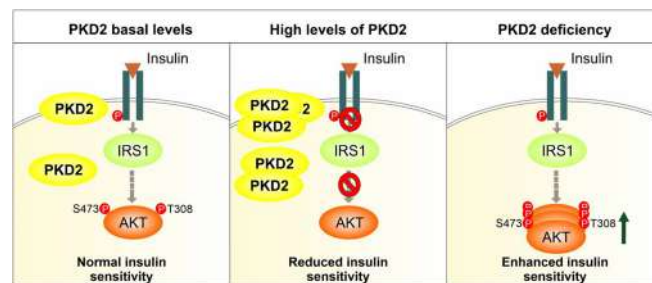 PKD2 basal levels
Insulin
PKD2
P
IRS1
PKD2
S473 P P T308
AKT
Normal insulin
sensitivity
High levels of PKD2
Insulin
PKD2 2
P
PKD2
IRS1
PKD2
PKD2
AKT
Reduced insulin
sensitivity
PKD2 deficiency
Insulin
P
IRS1
P P
P P
S473 P P T308
AKT
Enhanced insulin
sensitivity